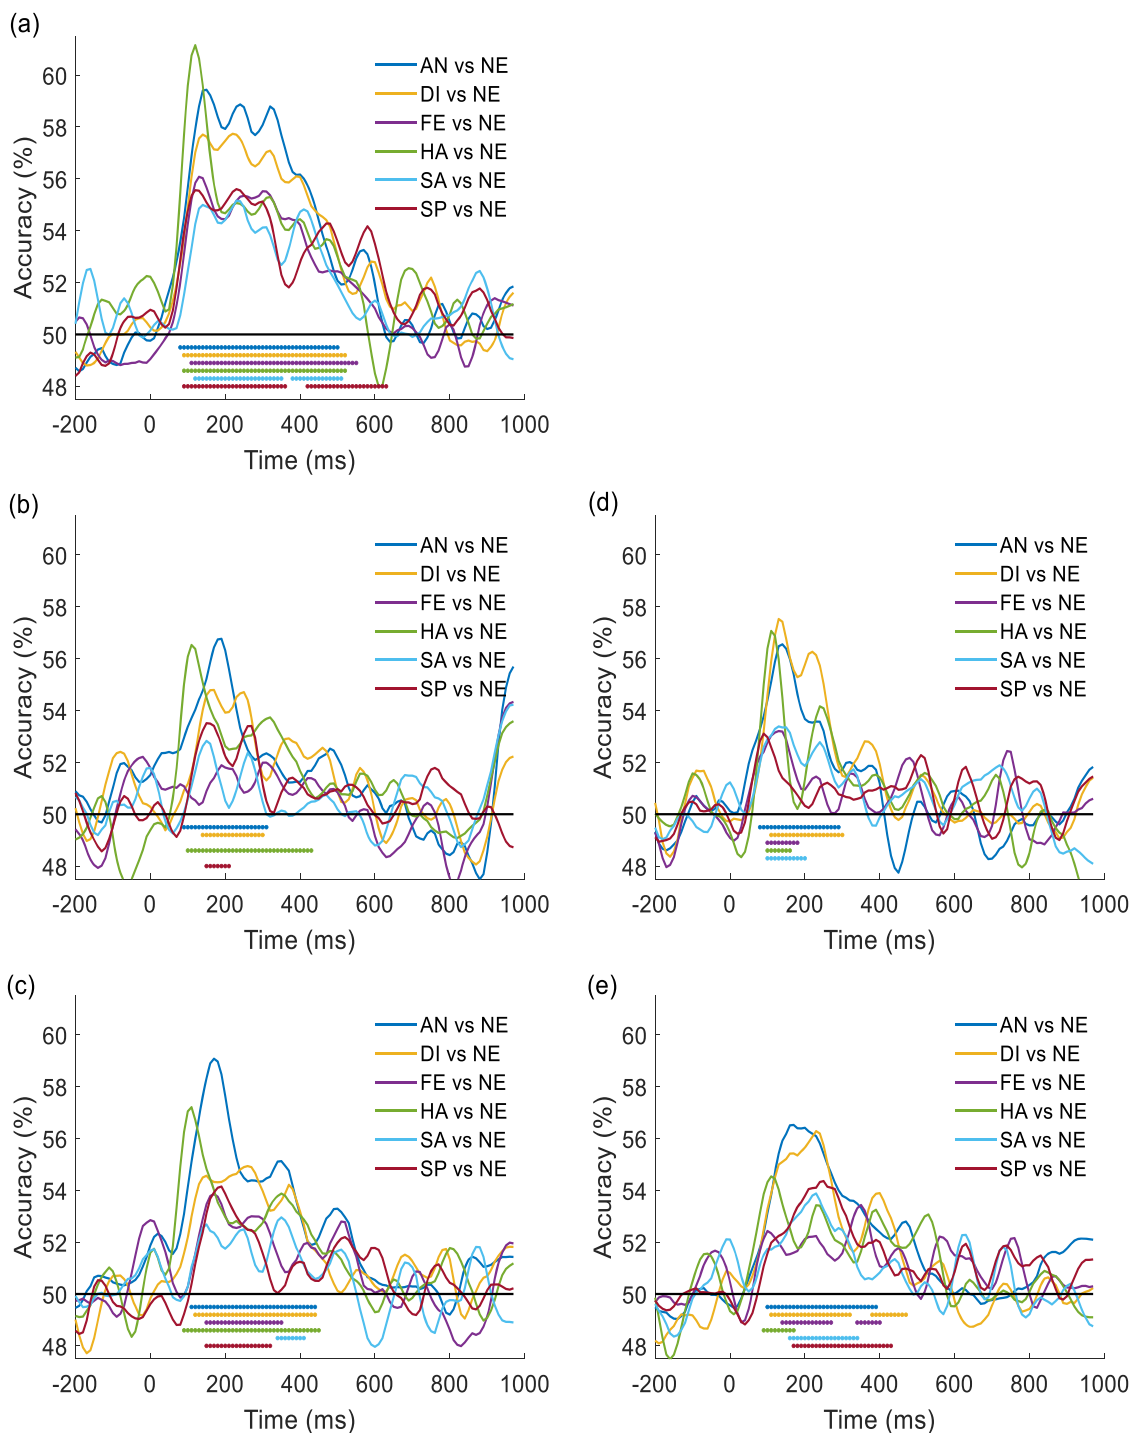 (a)
60
58
56
54
52
50
48
Accuracy (%)
AN vs NE
DI vs NE
FE vs NE
HA vs NE
SA vs NE
SP vs NE
-200 0 200 400 600 800 1000
Time (ms)
(b)
60
58
56
54
52
50
48
Accuracy (%)
AN vs NE
DI vs NE
FE vs NE
HA vs NE
SA vs NE
SP vs NE
-200 0 200 400 600 800 1000
Time (ms)
(d)
60
58
56
54
52
50
48
Accuracy (%)
AN vs NE
DI vs NE
FE vs NE
HA vs NE
SA vs NE
SP vs NE
-200 0 200 400 600 800 1000
Time (ms)
(c)
60
58
56
54
52
50
48
Accuracy (%)
AN vs NE
DI vs NE
FE vs NE
HA vs NE
SA vs NE
SP vs NE
-200 0 200 400 600 800 1000
Time (ms)
(e)
60
58
56
54
52
50
48
Accuracy (%)
AN vs NE
DI vs NE
FE vs NE
HA vs NE
SA vs NE
SP vs NE
-200 0 200 400 600 800 1000
Time (ms)